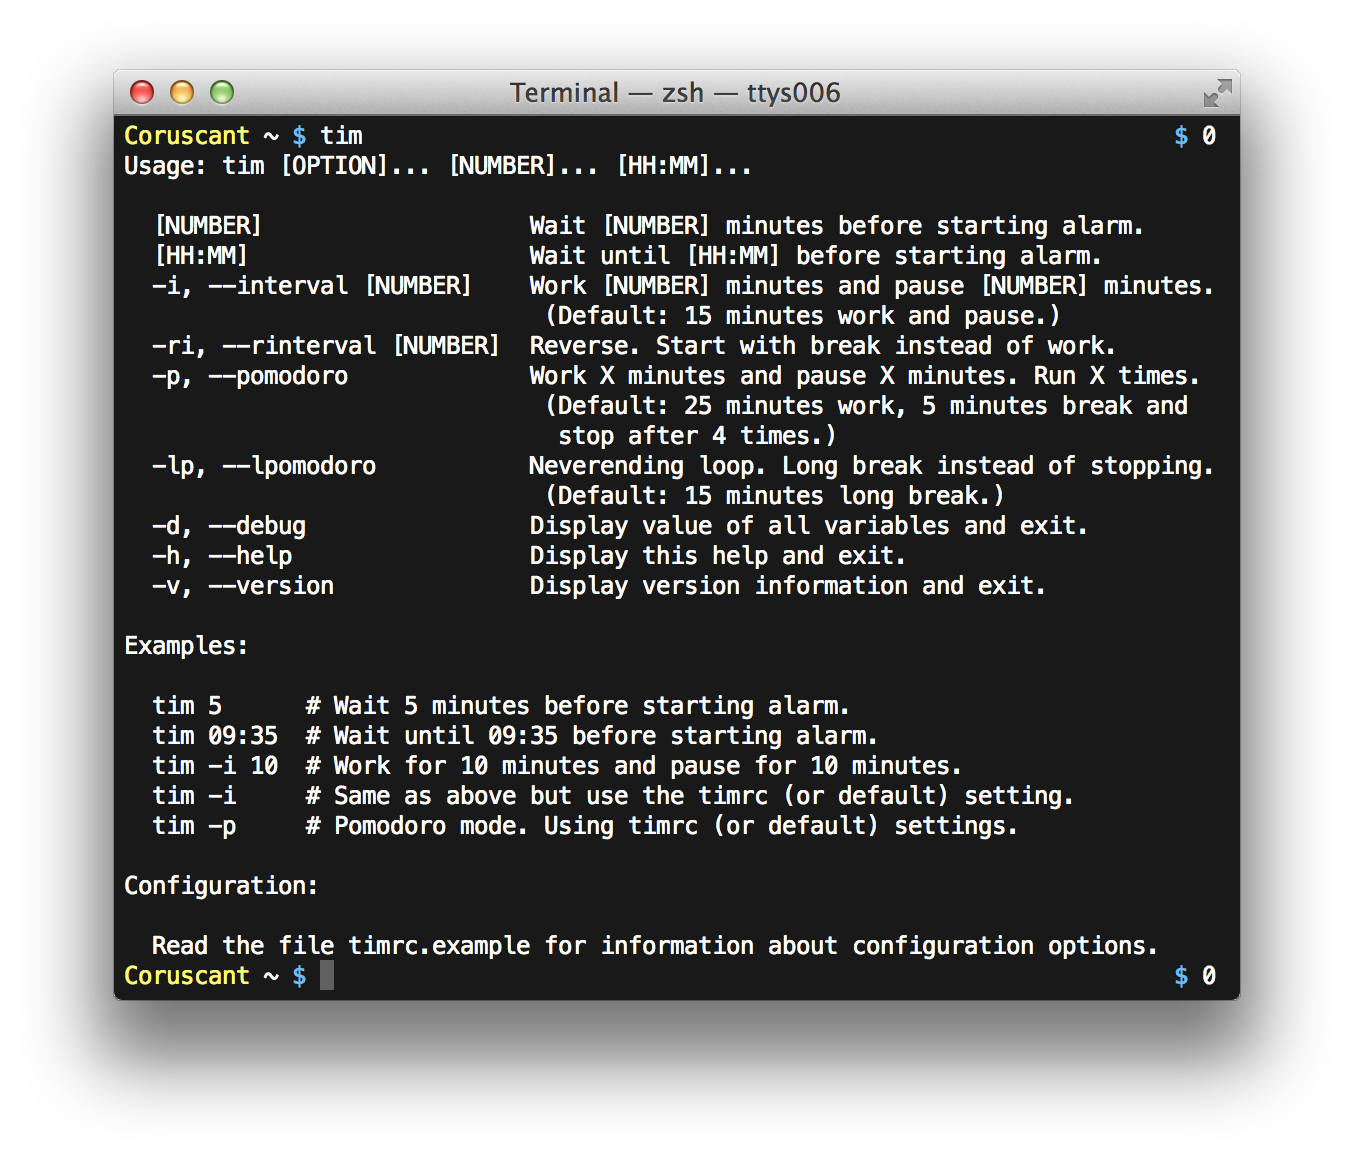 Terminal — zsh — ttys006
Coruscant ~ $ tim $ 0
Usage: tim [OPTION]... [NUMBER]... [HH:MM]...
[NUMBER] Wait [NUMBER] minutes before starting alarm.
[HH:MM] Wait until [HH:MM] before starting alarm.
-i, --interval [NUMBER] Work [NUMBER] minutes and pause [NUMBER] minutes.
(Default: 15 minutes work and pause.)
-ri, --rinterval [NUMBER] Reverse. Start with break instead of work.
-p, --pomodoro Work X minutes and pause X minutes. Run X times.
(Default: 25 minutes work, 5 minutes break and
stop after 4 times.)
-lp, --lpomodoro Neverending loop. Long break instead of stopping.
(Default: 15 minutes long break.)
-d, --debug Display value of all variables and exit.
-h, --help Display this help and exit.
-v, --version Display version information and exit.
Examples:
tim 5 # Wait 5 minutes before starting alarm.
tim 09:35 # Wait until 09:35 before starting alarm.
tim -i 10 # Work for 10 minutes and pause for 10 minutes.
tim -i # Same as above but use the timrc (or default) setting.
tim -p # Pomodoro mode. Using timrc (or default) settings.
Configuration:
Read the file timrc.example for information about configuration options.
Coruscant ~ $ $ 0